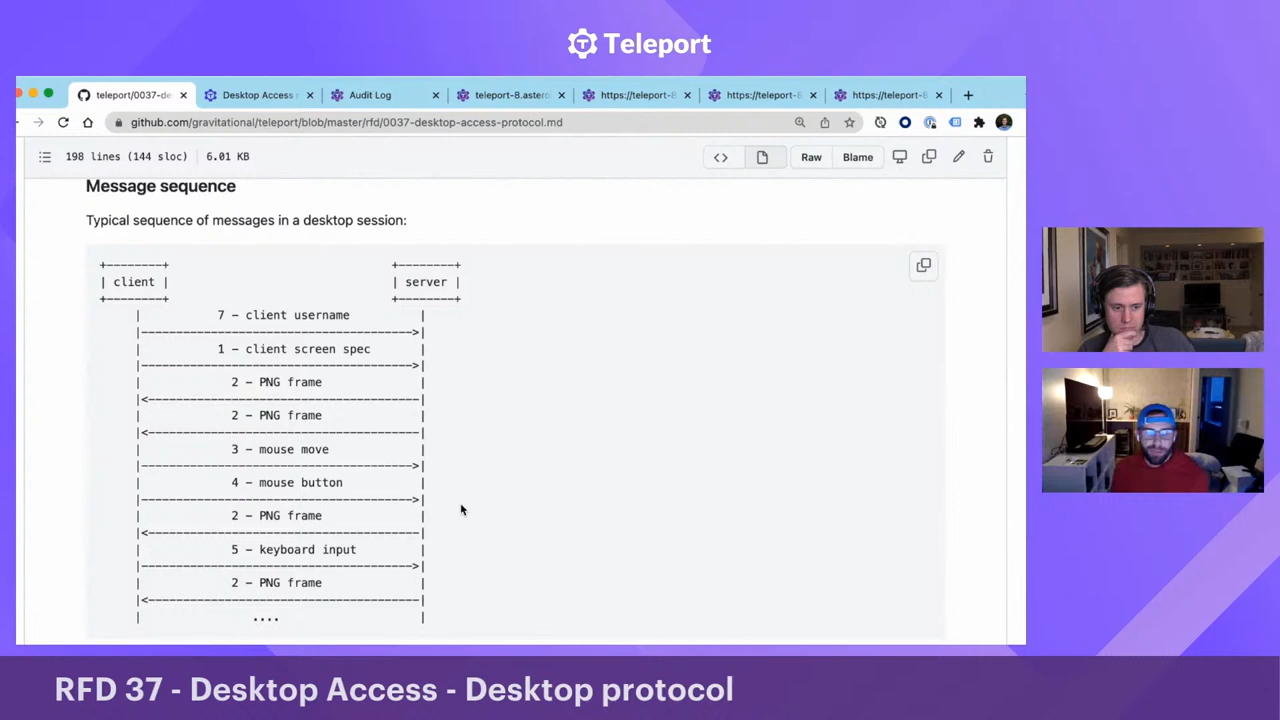 Teleport
teleport/0037-de
Desktop Access
Audit Log
teleport-8.astero
https://teleport-8
https://teleport-8
https://teleport-8
github.com/gravitational/teleport/blob/master/rfd/0037-desktop-access-protocol.md
198 lines (144 sloc) 6.01 KB
Raw
Blame
Message sequence
Typical sequence of messages in a desktop session:
+--------+ +--------+
| client | | server |
+--------+ +--------+
| 7 - client username |
|--------------------------------------->|
| 1 - client screen spec |
|--------------------------------------->|
| 2 - PNG frame |
|<---------------------------------------|
| 2 - PNG frame |
|<---------------------------------------|
| 3 - mouse move |
|--------------------------------------->|
| 4 - mouse button |
|--------------------------------------->|
| 2 - PNG frame |
|<---------------------------------------|
| 5 - keyboard input |
|--------------------------------------->|
| 2 - PNG frame |
|<---------------------------------------|
| .... |
RFD 37 - Desktop Access - Desktop protocol